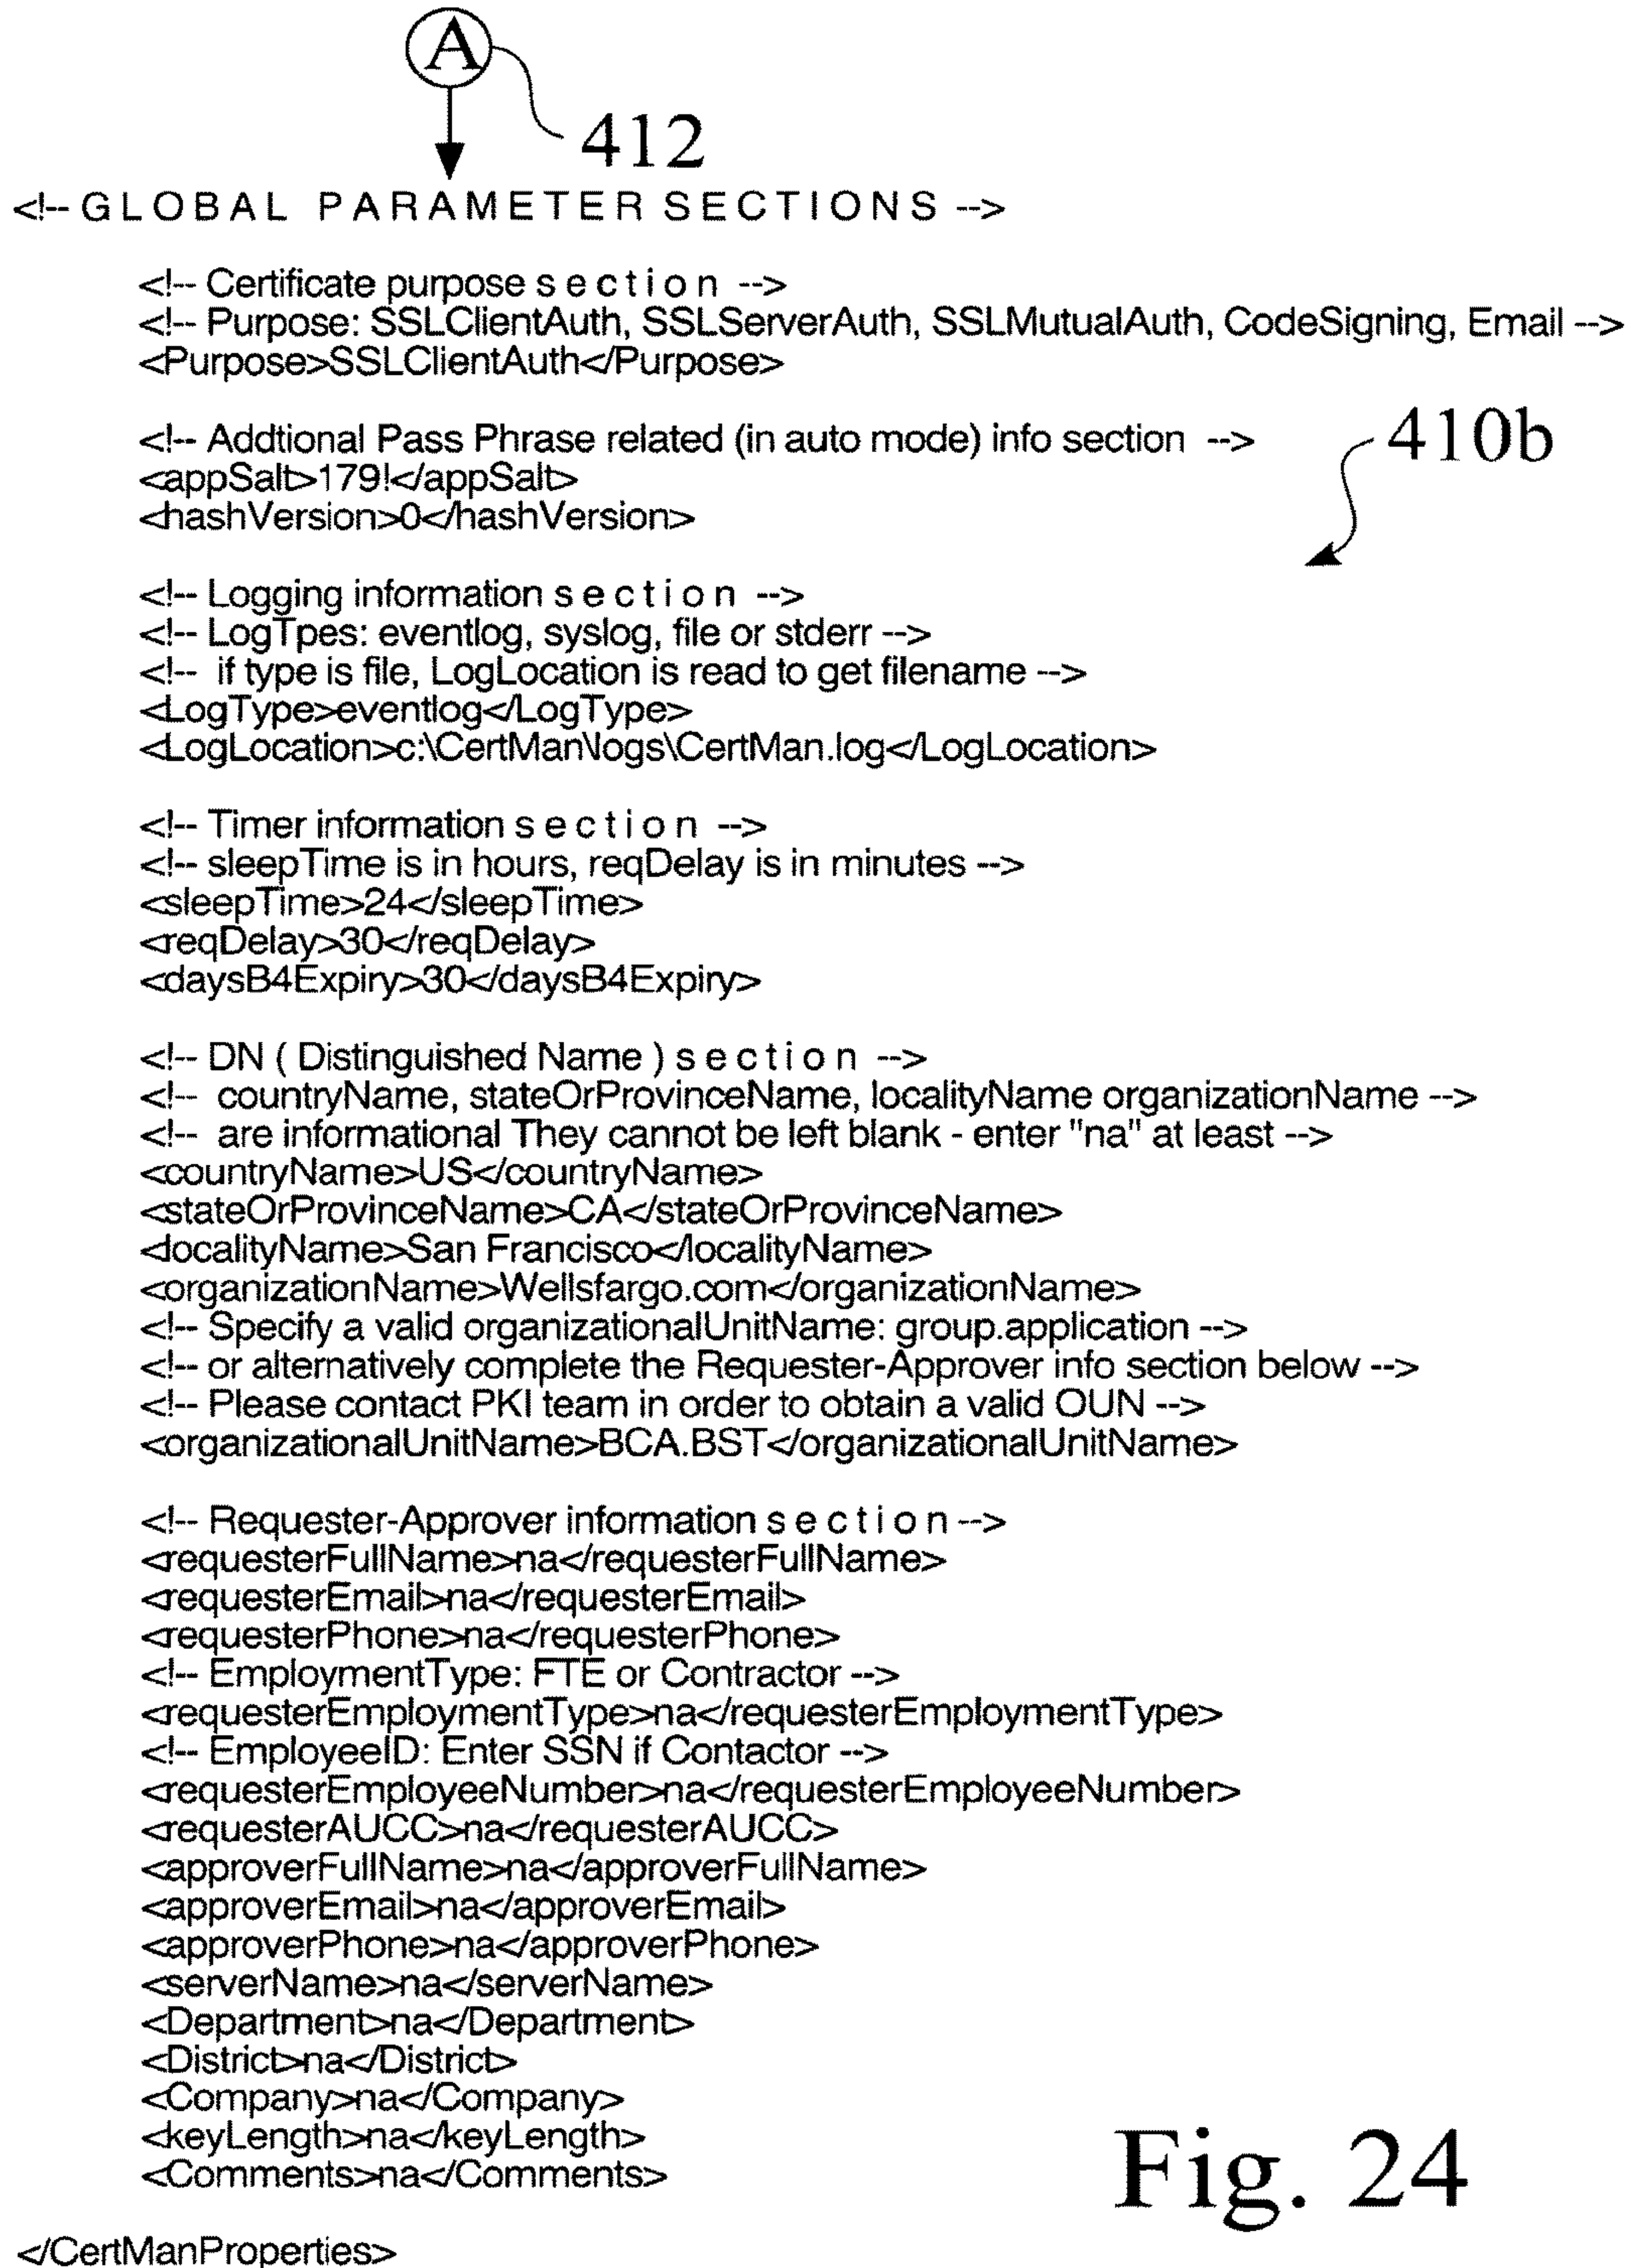 A
412
<!-- GLOBAL PARAMETER SECTIONS -->
<!-- Certificate purpose section -->
<!-- Purpose: SSLClientAuth, SSLServerAuth, SSLMutualAuth, CodeSigning, Email -->
<Purpose>SSLClientAuth</Purpose>
<!-- Addtional Pass Phrase related (in auto mode) info section -->
410b
<appSalt>179!</appSalt>
<hashVersion>0</hashVersion>
<!-- Logging information section -->
<!-- LogTpes: eventlog, syslog, file or stderr -->
<!-- if type is file, LogLocation is read to get filename -->
<LogType>eventlog</LogType>
<LogLocation>c:\CertMan\logs\CertMan.log</LogLocation>
<!-- Timer information section -->
<!-- sleepTime is in hours, reqDelay is in minutes -->
<sleepTime>24</sleepTime>
<reqDelay>30</reqDelay>
<daysB4Expiry>30</daysB4Expiry>
<!-- DN ( Distinguished Name ) section -->
<!-- countryName, stateOrProvinceName, localityName organizationName -->
<!-- are informational They cannot be left blank - enter "na" at least -->
<countryName>US</countryName>
<stateOrProvinceName>CA</stateOrProvinceName>
<localityName>San Francisco</localityName>
<organizationName>Wellsfargo.com</organizationName>
<!-- Specify a valid organizationalUnitName: group.application -->
<!-- or alternatively complete the Requester-Approver info section below -->
<!-- Please contact PKI team in order to obtain a valid OUN -->
<organizationalUnitName>BCA.BST</organizationalUnitName>
<!-- Requester-Approver information section -->
<requesterFullName>na</requesterFullName>
<requesterEmail>na</requesterEmail>
<requesterPhone>na</requesterPhone>
<!-- EmploymentType: FTE or Contractor -->
<requesterEmploymentType>na</requesterEmploymentType>
<!-- EmployeeID: Enter SSN if Contactor -->
<requesterEmployeeNumber>na</requesterEmployeeNumber>
<requesterAUCC>na</requesterAUCC>
<approverFullName>na</approverFullName>
<approverEmail>na</approverEmail>
<approverPhone>na</approverPhone>
<serverName>na</serverName>
<Department>na</Department>
<District>na</District>
<Company>na</Company>
<keyLength>na</keyLength>
<Comments>na</Comments>
Fig. 24
</CertManProperties>